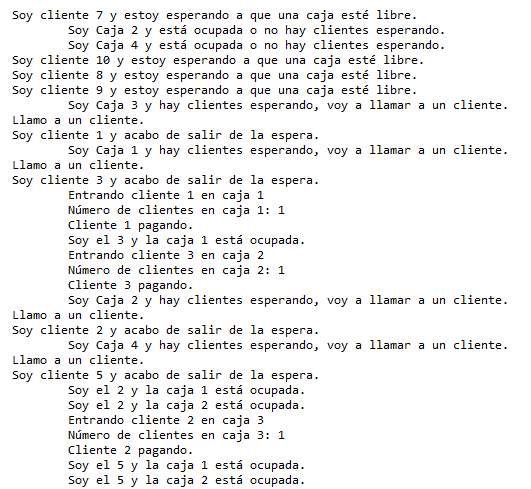 Soy cliente 7 y estoy esperando a que una caja esté libre.
Soy Caja 2 y está ocupada o no hay clientes esperando.
Soy Caja 4 y está ocupada o no hay clientes esperando.
Soy cliente 10 y estoy esperando a que una caja esté libre.
Soy cliente 8 y estoy esperando a que una caja esté libre.
Soy cliente 9 y estoy esperando a que una caja esté libre.
Soy Caja 3 y hay clientes esperando, voy a llamar a un cliente.
Llamo a un cliente.
Soy cliente 1 y acabo de salir de la espera.
Soy Caja 1 y hay clientes esperando, voy a llamar a un cliente.
Llamo a un cliente.
Soy cliente 3 y acabo de salir de la espera.
Entrando cliente 1 en caja 1
Número de clientes en caja 1: 1
Cliente 1 pagando.
Soy el 3 y la caja 1 está ocupada.
Entrando cliente 3 en caja 2
Número de clientes en caja 2: 1
Cliente 3 pagando.
Soy Caja 2 y hay clientes esperando, voy a llamar a un cliente.
Llamo a un cliente.
Soy cliente 2 y acabo de salir de la espera.
Soy Caja 4 y hay clientes esperando, voy a llamar a un cliente.
Llamo a un cliente.
Soy cliente 5 y acabo de salir de la espera.
Soy el 2 y la caja 1 está ocupada.
Soy el 2 y la caja 2 está ocupada.
Entrando cliente 2 en caja 3
Número de clientes en caja 3: 1
Cliente 2 pagando.
Soy el 5 y la caja 1 está ocupada.
Soy el 5 y la caja 2 está ocupada.